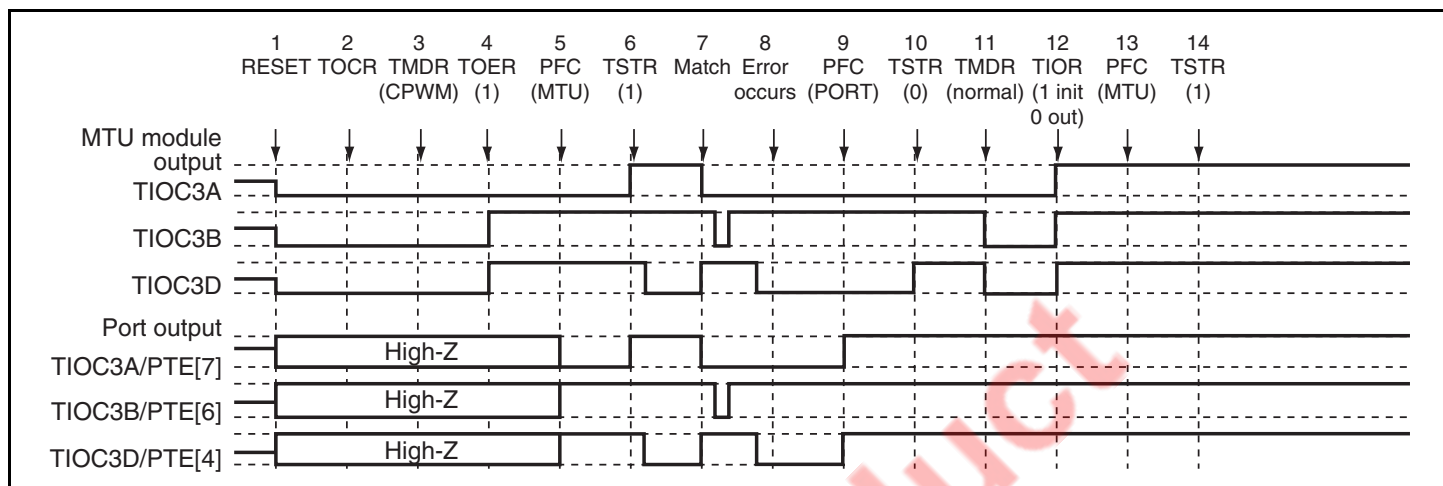 1 2 3 4 5 6 7 8 9 10 11 12 13 14
RESET TOCR TMDR TOER PFC TSTR Match Error PFC TSTR TMDR TIOR PFC TSTR
(CPWM) (1) (MTU) (1) occurs (PORT) (0) (normal) (1 init (MTU) (1)
0 out)
MTU module
output
TIOC3A
TIOC3B
TIOC3D
Port output
TIOC3A/PTE[7] High-Z
TIOC3B/PTE[6] High-Z
TIOC3D/PTE[4] High-Z
uct